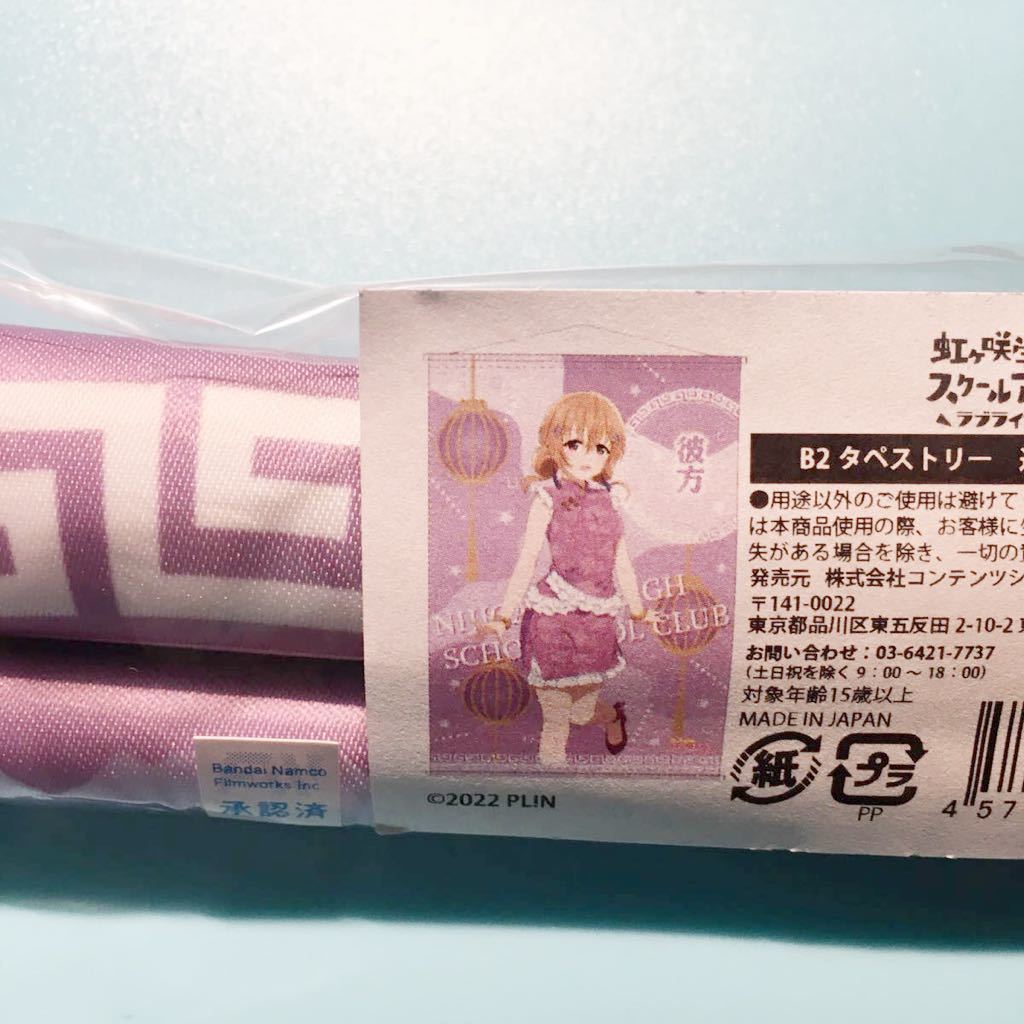 虹ヶ咲
スクール
ラブライ
B2 タペストリー
●用途以外のご使用は避けて
は本商品使用の際、お客様に
失がある場合を除き、一切の
発売元 株式会社コンテンツシ
〒141-0022
東京都品川区東五反田 2-10-2
お問い合わせ:03-6421-7737
(土日祝を除く 9:00 ~ 18:00)
対象年齢15歳以上
MADE IN JAPAN
紙
プラ
PP
457
彼方
GH
SCHO OL CLUB
©2022 PL!N
Bandai Namco
Filmworks Inc
承認済